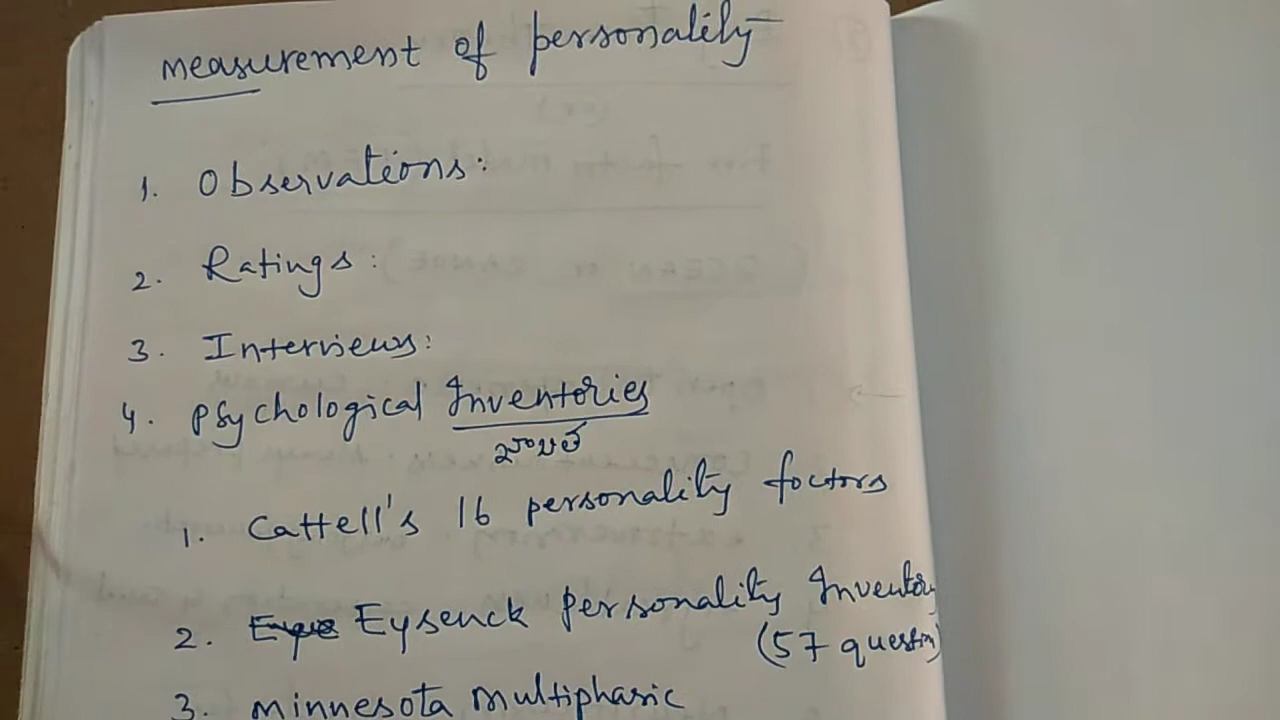 measurement of personality
1. Observations:
2. Ratings:
3. Interviews:
4. psychological Inventories
1. Cattell's 16 personality factors
2. Eysenck personality Inventory
(57 questin)
3. minnesota multiphasic